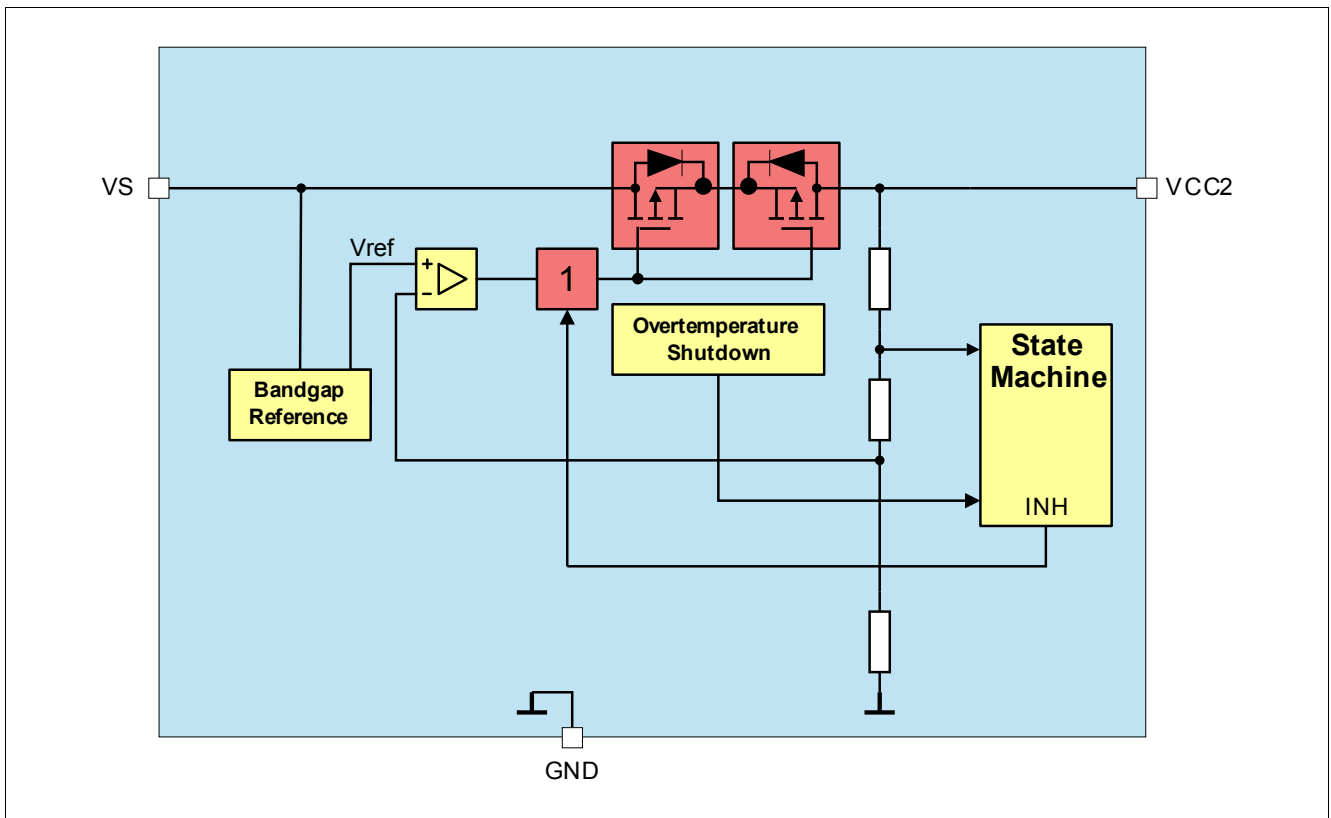 VS
VCC2
Vref
+
-
1
Overtemperature
Shutdown
State
Machine
Bandgap
Reference
INH
GND